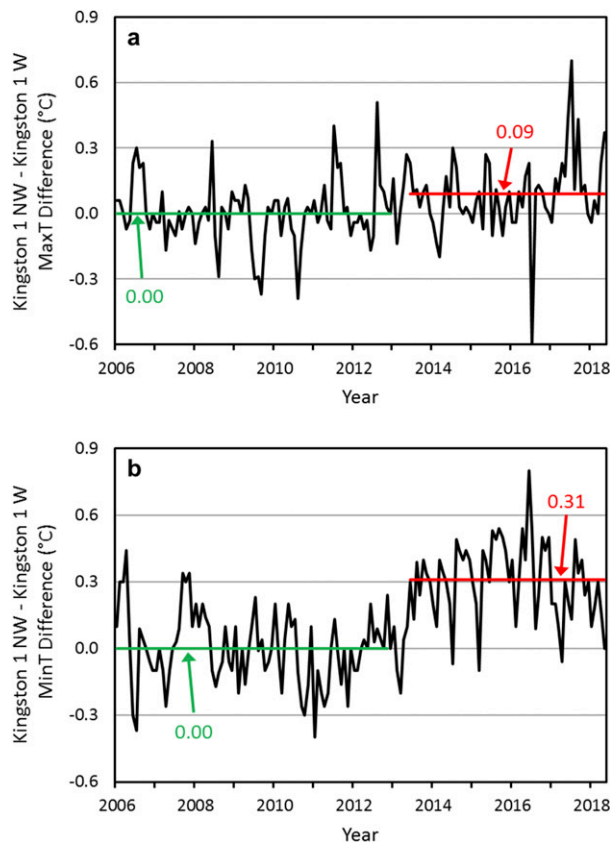 a
Kingston 1 NW - Kingston 1 W
MaxT Difference (°C)
0.9
0.6
0.3
0.0
-0.3
-0.6
0.09
0.00
2006 2008 2010 2012 2014 2016 2018
Year
b
Kingston 1 NW - Kingston 1 W
MinT Difference (°C)
0.9
0.6
0.3
0.0
-0.3
-0.6
0.31
0.00
2006 2008 2010 2012 2014 2016 2018
Year